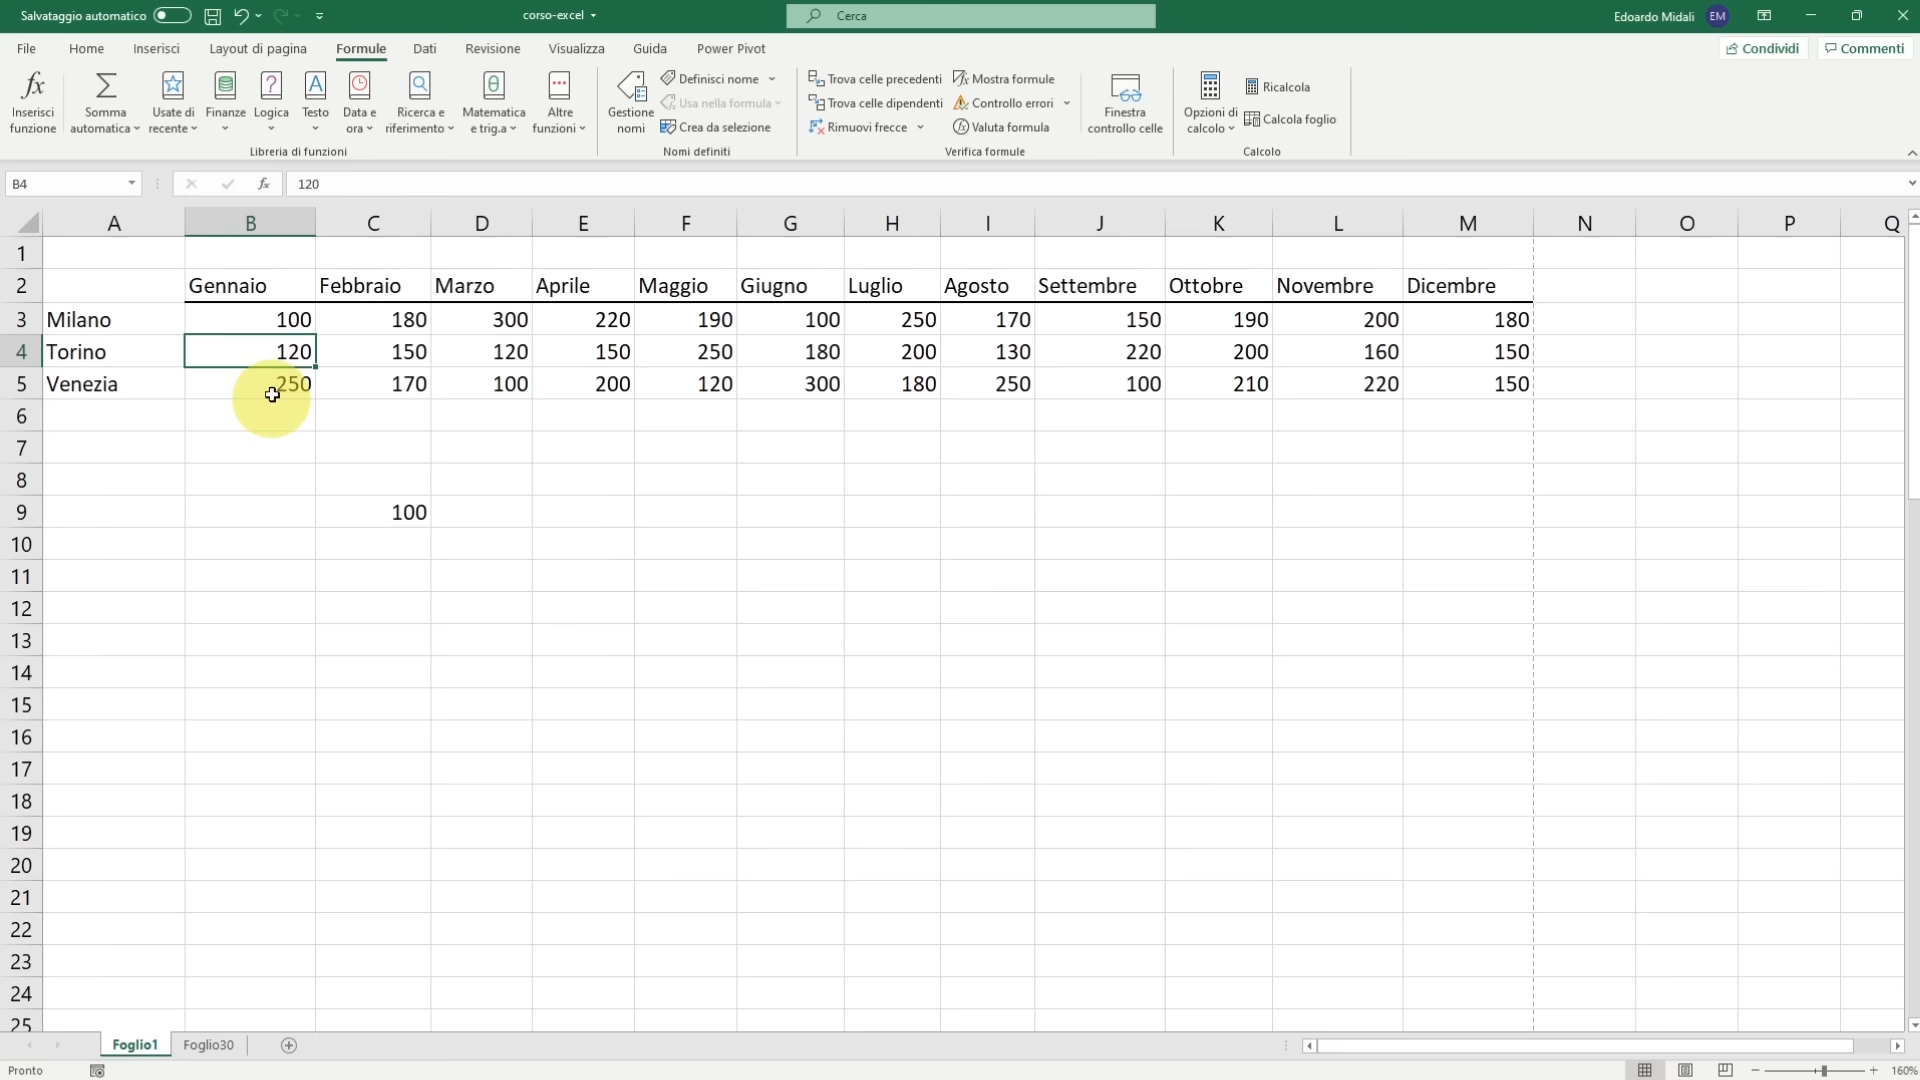 Salvataggio automatico corso-excel Cerca Edoardo Midali EM
File Home Inserisci Layout di pagina Formule Dati Revisione Visualizza Guida Power Pivot Condividi Commenti
Inserisci funzione
Somma automatica
Usate di recente
Finanze
Logica
Testo
Data e ora
Ricerca e riferimento
Matematica e trig.a
Altre funzioni
Libreria di funzioni
Gestione nomi
Definisci nome
Usa nella formula
Crea da selezione
Nomi definiti
Trova celle precedenti
Trova celle dipendenti
Rimuovi frecce
Mostra formule
Controllo errori
Valuta formula
Verifica formule
Finestra controllo celle
Opzioni di calcolo
Ricalcola
Calcola foglio
Calcolo
B4 fx 120
A B C D E F G H I J K L M N O P Q
1
2 Gennaio Febbraio Marzo Aprile Maggio Giugno Luglio Agosto Settembre Ottobre Novembre Dicembre
3 Milano 100 180 300 220 190 100 250 170 150 190 200 180
4 Torino 120 150 120 150 250 180 200 130 220 200 160 150
5 Venezia 250 170 100 200 120 300 180 250 100 210 220 150
6
7
8
9 100
10
11
12
13
14
15
16
17
18
19
20
21
22
23
24
25
Foglio1 Foglio30
Pronto 160%